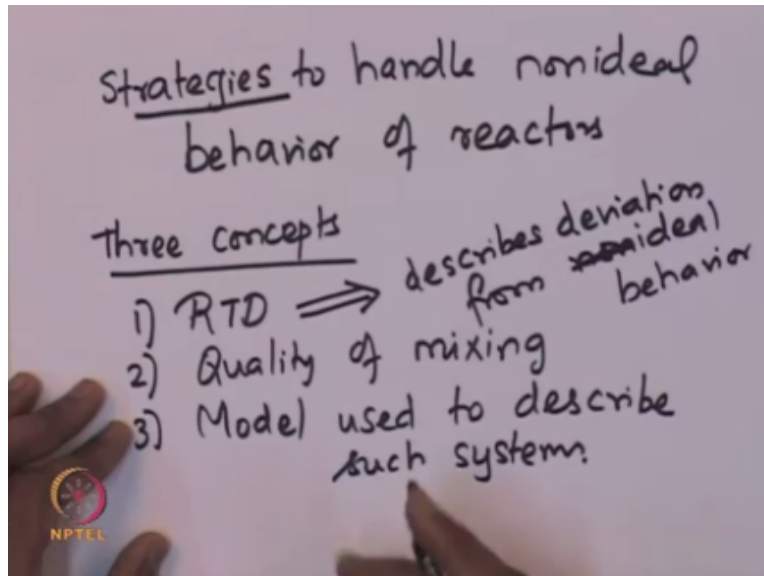 Strategies to handle nonideal
behavior of reactors
Three concepts
1) RTD ⟹ describes deviation
from ideal
behavior
2) Quality of mixing
3) Model used to describe
such system.
NPTEL